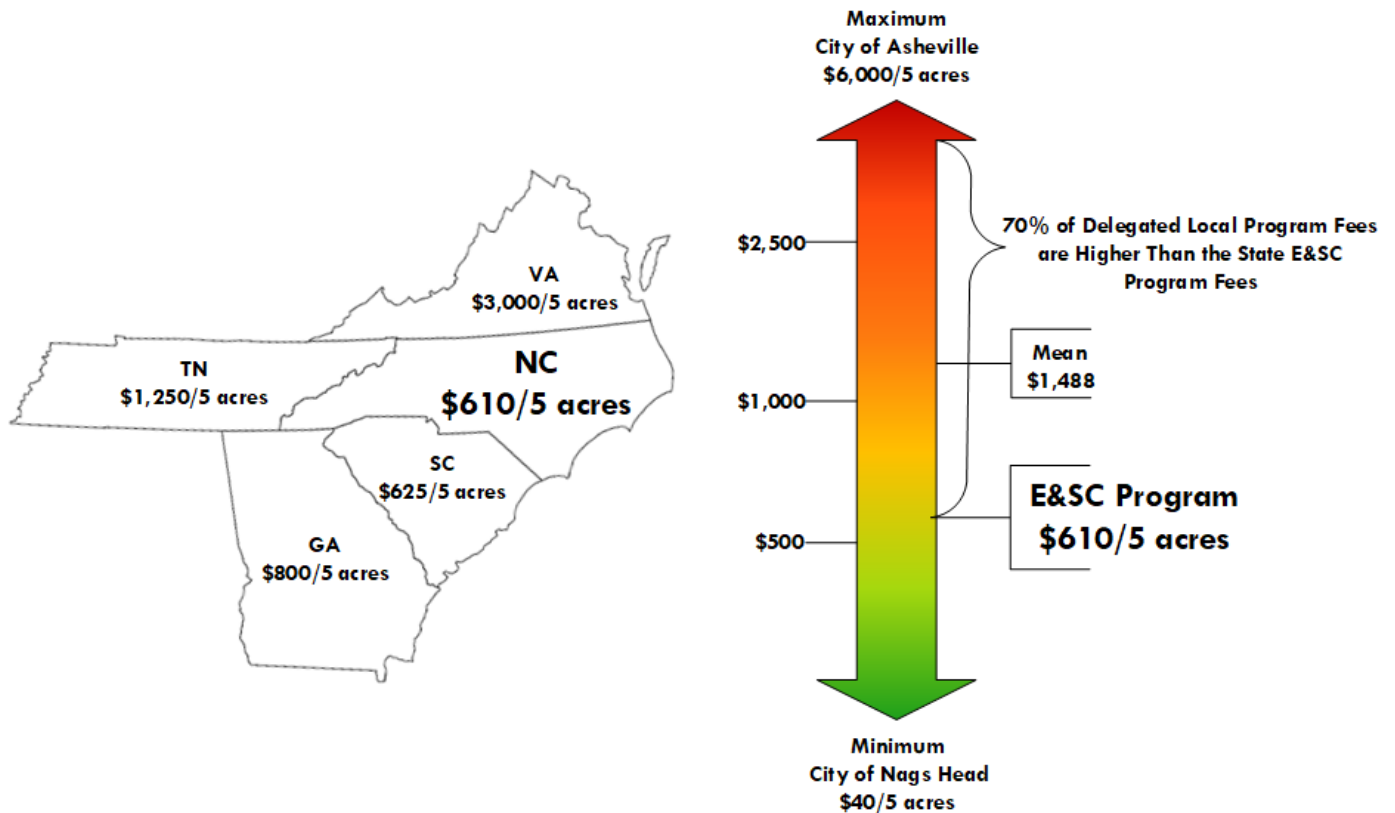 VA
$3,000/5 acres
TN
$1,250/5 acres
NC
$610/5 acres
SC
$625/5 acres
GA
$800/5 acres
Maximum
City of Asheville
$6,000/5 acres
$2,500
$1,000
$500
70% of Delegated Local Program Fees
are Higher Than the State E&SC
Program Fees
Mean
$1,488
E&SC Program
$610/5 acres
Minimum
City of Nags Head
$40/5 acres